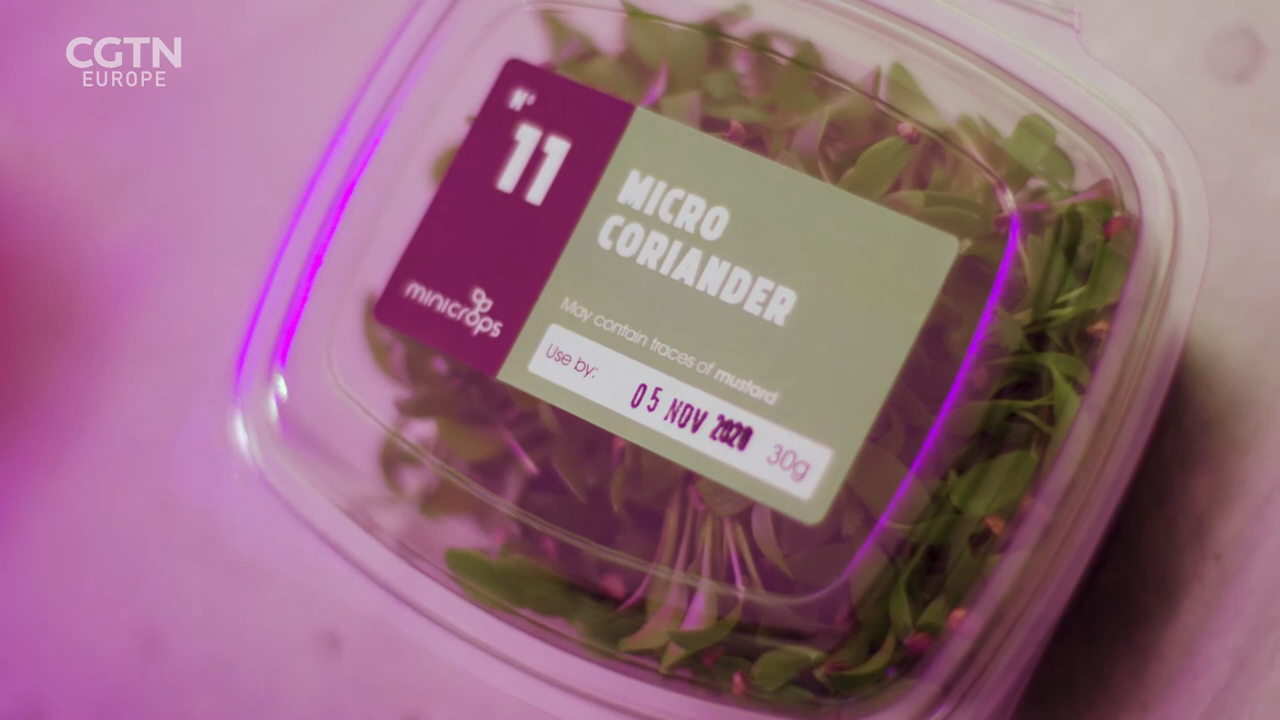 CGTN
EUROPE
N°
11
minicrops
MICRO
CORIANDER
May contain traces of mustard
Use by: 05 NOV 2020 30g